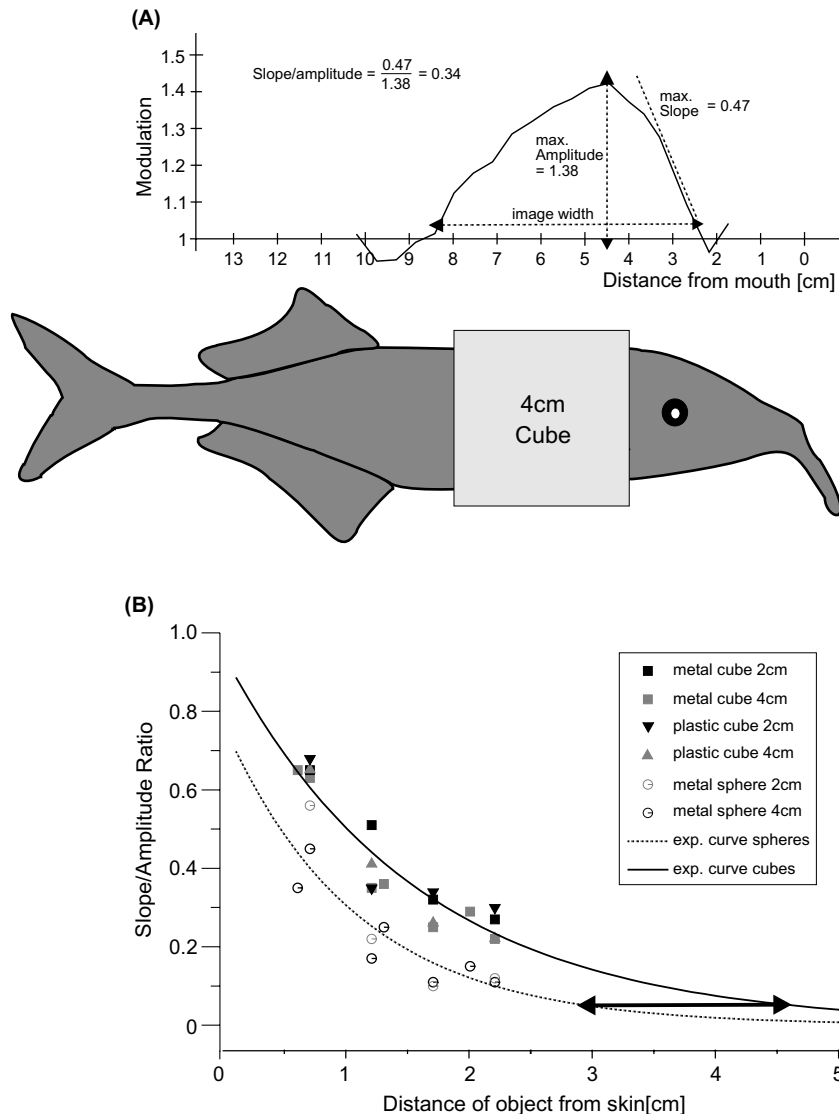 (A)
Modulation
1.5
1.4
1.3
1.2
1.1
1
Slope/amplitude = 0.47/1.38 = 0.34
max.
Slope = 0.47
max.
Amplitude
= 1.38
image width
13 12 11 10 9 8 7 6 5 4 3 2 1 0
Distance from mouth [cm]
4cm
Cube
(B)
Slope/Amplitude Ratio
1.0
0.8
0.6
0.4
0.2
0
metal cube 2cm
metal cube 4cm
plastic cube 2cm
plastic cube 4cm
metal sphere 2cm
metal sphere 4cm
exp. curve spheres
exp. curve cubes
0 1 2 3 4 5
Distance of object from skin[cm]